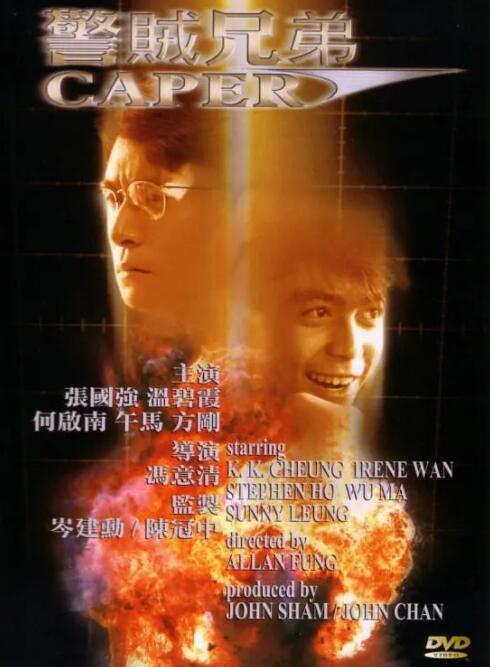 警賊兄弟
CAPER
主演
張國強 溫碧霞
何啟南 午馬 方剛
導演
馮意清
監製
岑建勳/陳冠中
starring
K. K. CHEUNG IRENE WAN
STEPHEN HO WU MA
SUNNY LEUNG
directed by
ALLAN FUNG
produced by
JOHN SHAM/JOHN CHAN
DVD
VIDEO